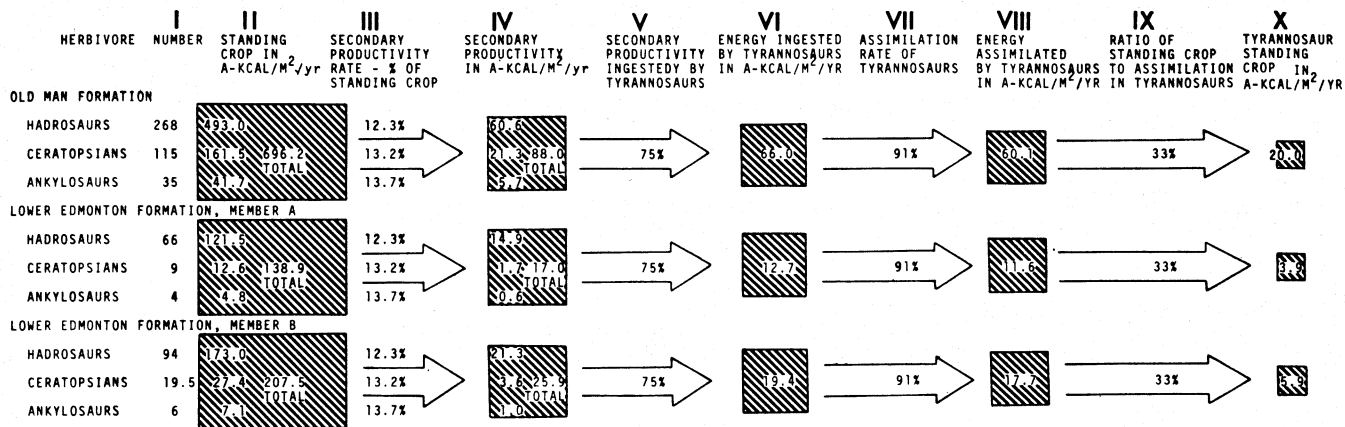 I II III IV V VI VII VIII IX X
HERBIVORE NUMBER STANDING SECONDARY SECONDARY SECONDARY ENERGY INGESTED ASSIMILATION ENERGY RATIO OF TYRANNOSAUR
CROP IN PRODUCTIVITY PRODUCTIVITY PRODUCTIVITY BY TYRANNOSAURS RATE OF ASSIMILATED STANDING CROP STANDING
A-KCAL/M²√yr RATE - % OF IN A-KCAL/M²/yr INGESTEDY BY IN A-KCAL/M²/YR TYRANNOSAURS BY TYRANNOSAURS TO ASSIMILATION CROP IN
STANDING CROP TYRANNOSAURS IN A-KCAL/M²/YR IN TYRANNOSAURS A-KCAL/M²/YR
OLD MAN FORMATION
HADROSAURS 268 493.0 12.3% 60.6
CERATOPSIANS 115 161.5 696.2 13.2% 21.3 88.0 75% 66.0 91% 60.1 33% 20.0
TOTAL TOTAL
ANKYLOSAURS 35 41.7 13.7% 5.7
LOWER EDMONTON FORMATION, MEMBER A
HADROSAURS 66 121.5 12.3% 14.9
CERATOPSIANS 9 12.6 138.9 13.2% 1.7 17.0 75% 12.7 91% 11.6 33% 3.9
TOTAL TOTAL
ANKYLOSAURS 4 4.8 13.7% 0.6
LOWER EDMONTON FORMATION, MEMBER B
HADROSAURS 94 173.0 12.3% 21.3
CERATOPSIANS 19.5 27.4 207.5 13.2% 3.6 25.9 75% 19.4 91% 17.7 33% 5.9
TOTAL TOTAL
ANKYLOSAURS 6 7.1 13.7% 1.0